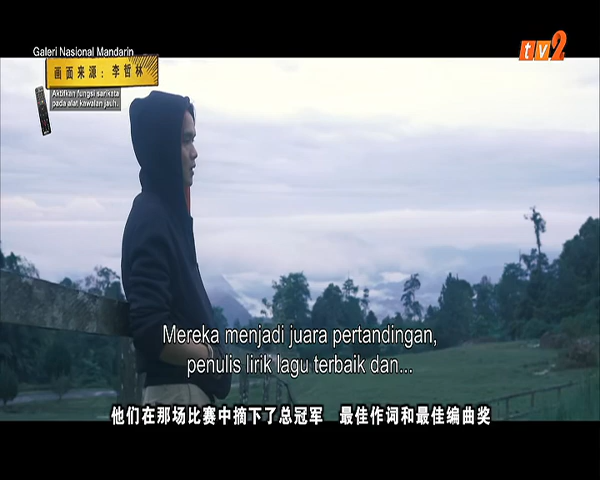 Galeri Nasional Mandarin
tv2
画面来源：李哲林
Aktifkan fungsi sarikata
pada alat kawalan jauh.
Mereka menjadi juara pertandingan,
penulis lirik lagu terbaik dan...
他们在那场比赛中摘下了总冠军 最佳作词和最佳编曲奖